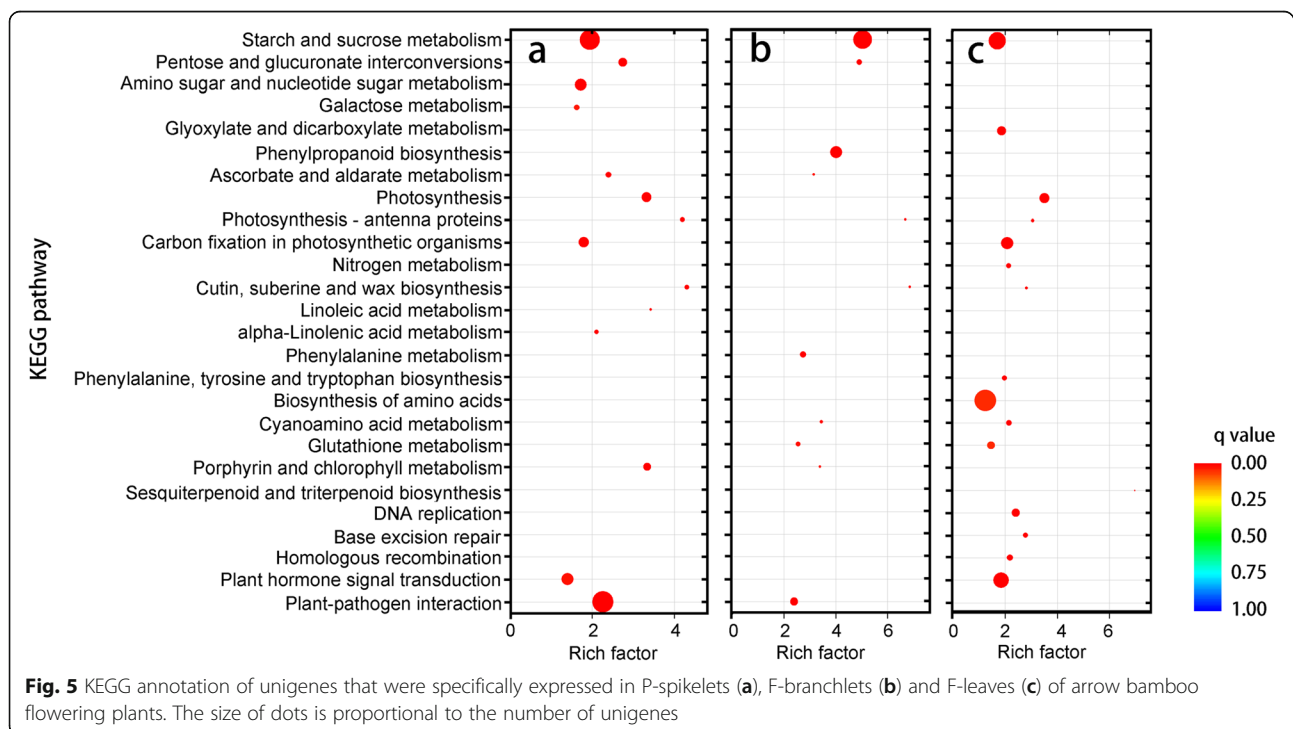 a
b
c
Starch and sucrose metabolism
Pentose and glucuronate interconversions
Amino sugar and nucleotide sugar metabolism
Galactose metabolism
Glyoxylate and dicarboxylate metabolism
Phenylpropanoid biosynthesis
Ascorbate and aldarate metabolism
Photosynthesis
Photosynthesis - antenna proteins
Carbon fixation in photosynthetic organisms
Nitrogen metabolism
Cutin, suberine and wax biosynthesis
Linoleic acid metabolism
alpha-Linolenic acid metabolism
Phenylalanine metabolism
Phenylalanine, tyrosine and tryptophan biosynthesis
Biosynthesis of amino acids
Cyanoamino acid metabolism
Glutathione metabolism
Porphyrin and chlorophyll metabolism
Sesquiterpenoid and triterpenoid biosynthesis
DNA replication
Base excision repair
Homologous recombination
Plant hormone signal transduction
Plant-pathogen interaction
KEGG pathway
0 2 4
Rich factor
0 2 4 6
Rich factor
0 2 4 6
Rich factor
q value
0.00
0.25
0.50
0.75
1.00
Fig. 5 KEGG annotation of unigenes that were specifically expressed in P-spikelets (a), F-branchlets (b) and F-leaves (c) of arrow bamboo
flowering plants. The size of dots is proportional to the number of unigenes